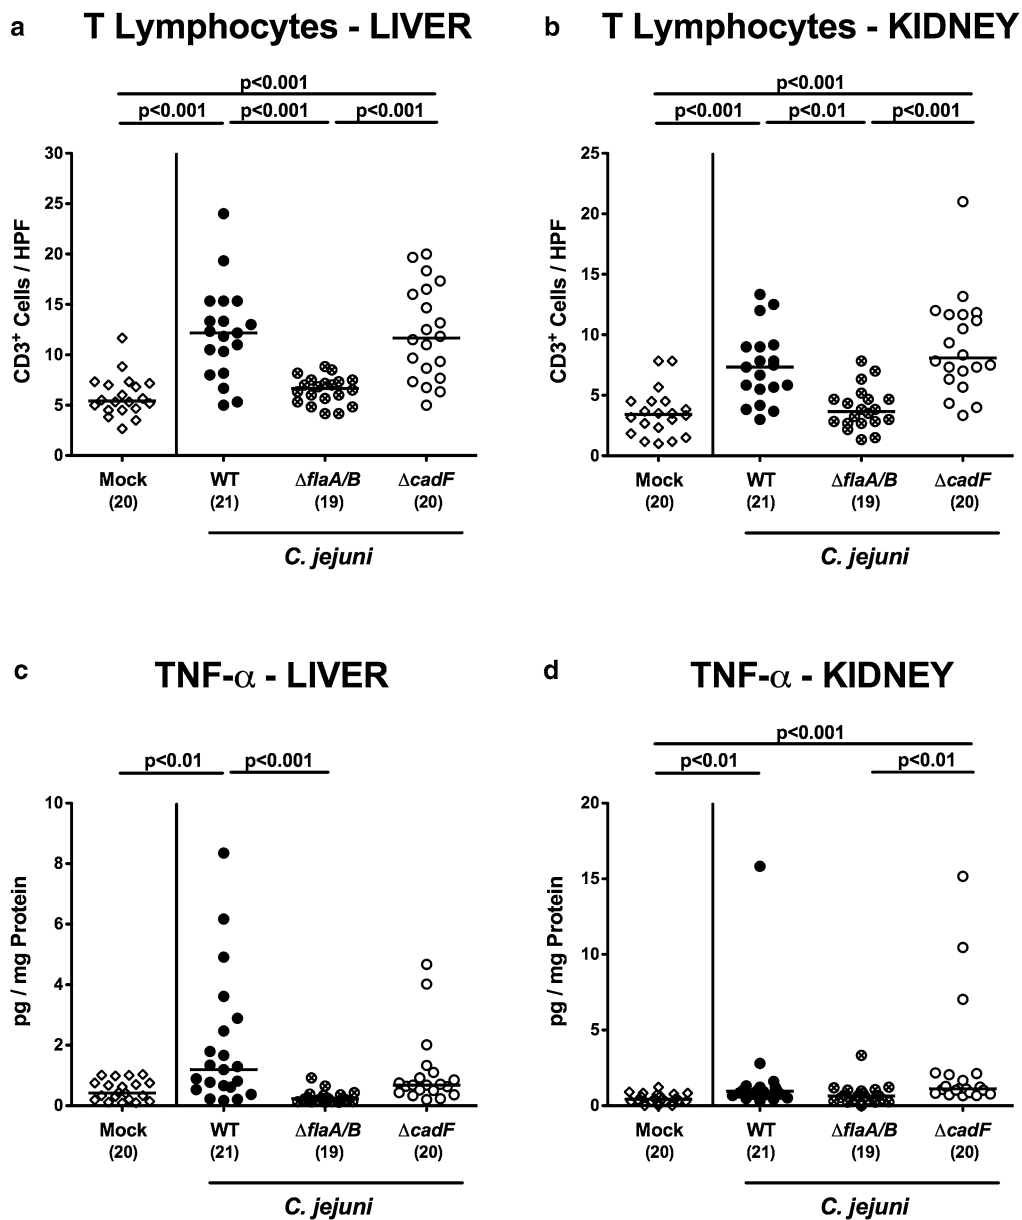 a
T Lymphocytes - LIVER
p<0.001
p<0.001 p<0.001 p<0.001
CD3+ Cells / HPF
30
25
20
15
10
5
0
Mock WT ΔflaA/B ΔcadF
(20) (21) (19) (20)
C. jejuni
b
T Lymphocytes - KIDNEY
p<0.001
p<0.001 p<0.01 p<0.001
CD3+ Cells / HPF
25
20
15
10
5
0
Mock WT ΔflaA/B ΔcadF
(20) (21) (19) (20)
C. jejuni
c
TNF-α - LIVER
p<0.01 p<0.001
pg / mg Protein
10
8
6
4
2
0
Mock WT ΔflaA/B ΔcadF
(20) (21) (19) (20)
C. jejuni
d
TNF-α - KIDNEY
p<0.001
p<0.01 p<0.01
pg / mg Protein
20
15
10
5
0
Mock WT ΔflaA/B ΔcadF
(20) (21) (19) (20)
C. jejuni